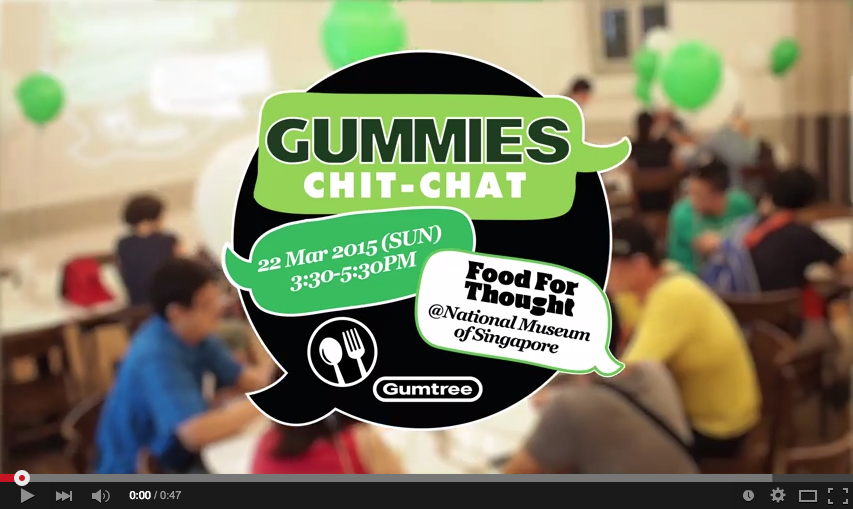 GUMMIES
CHIT-CHAT
22 Mar 2015 (SUN)
3:30-5:30PM
Food For
Thought
@National Museum
of Singapore
Gumtree
0:00 / 0:47